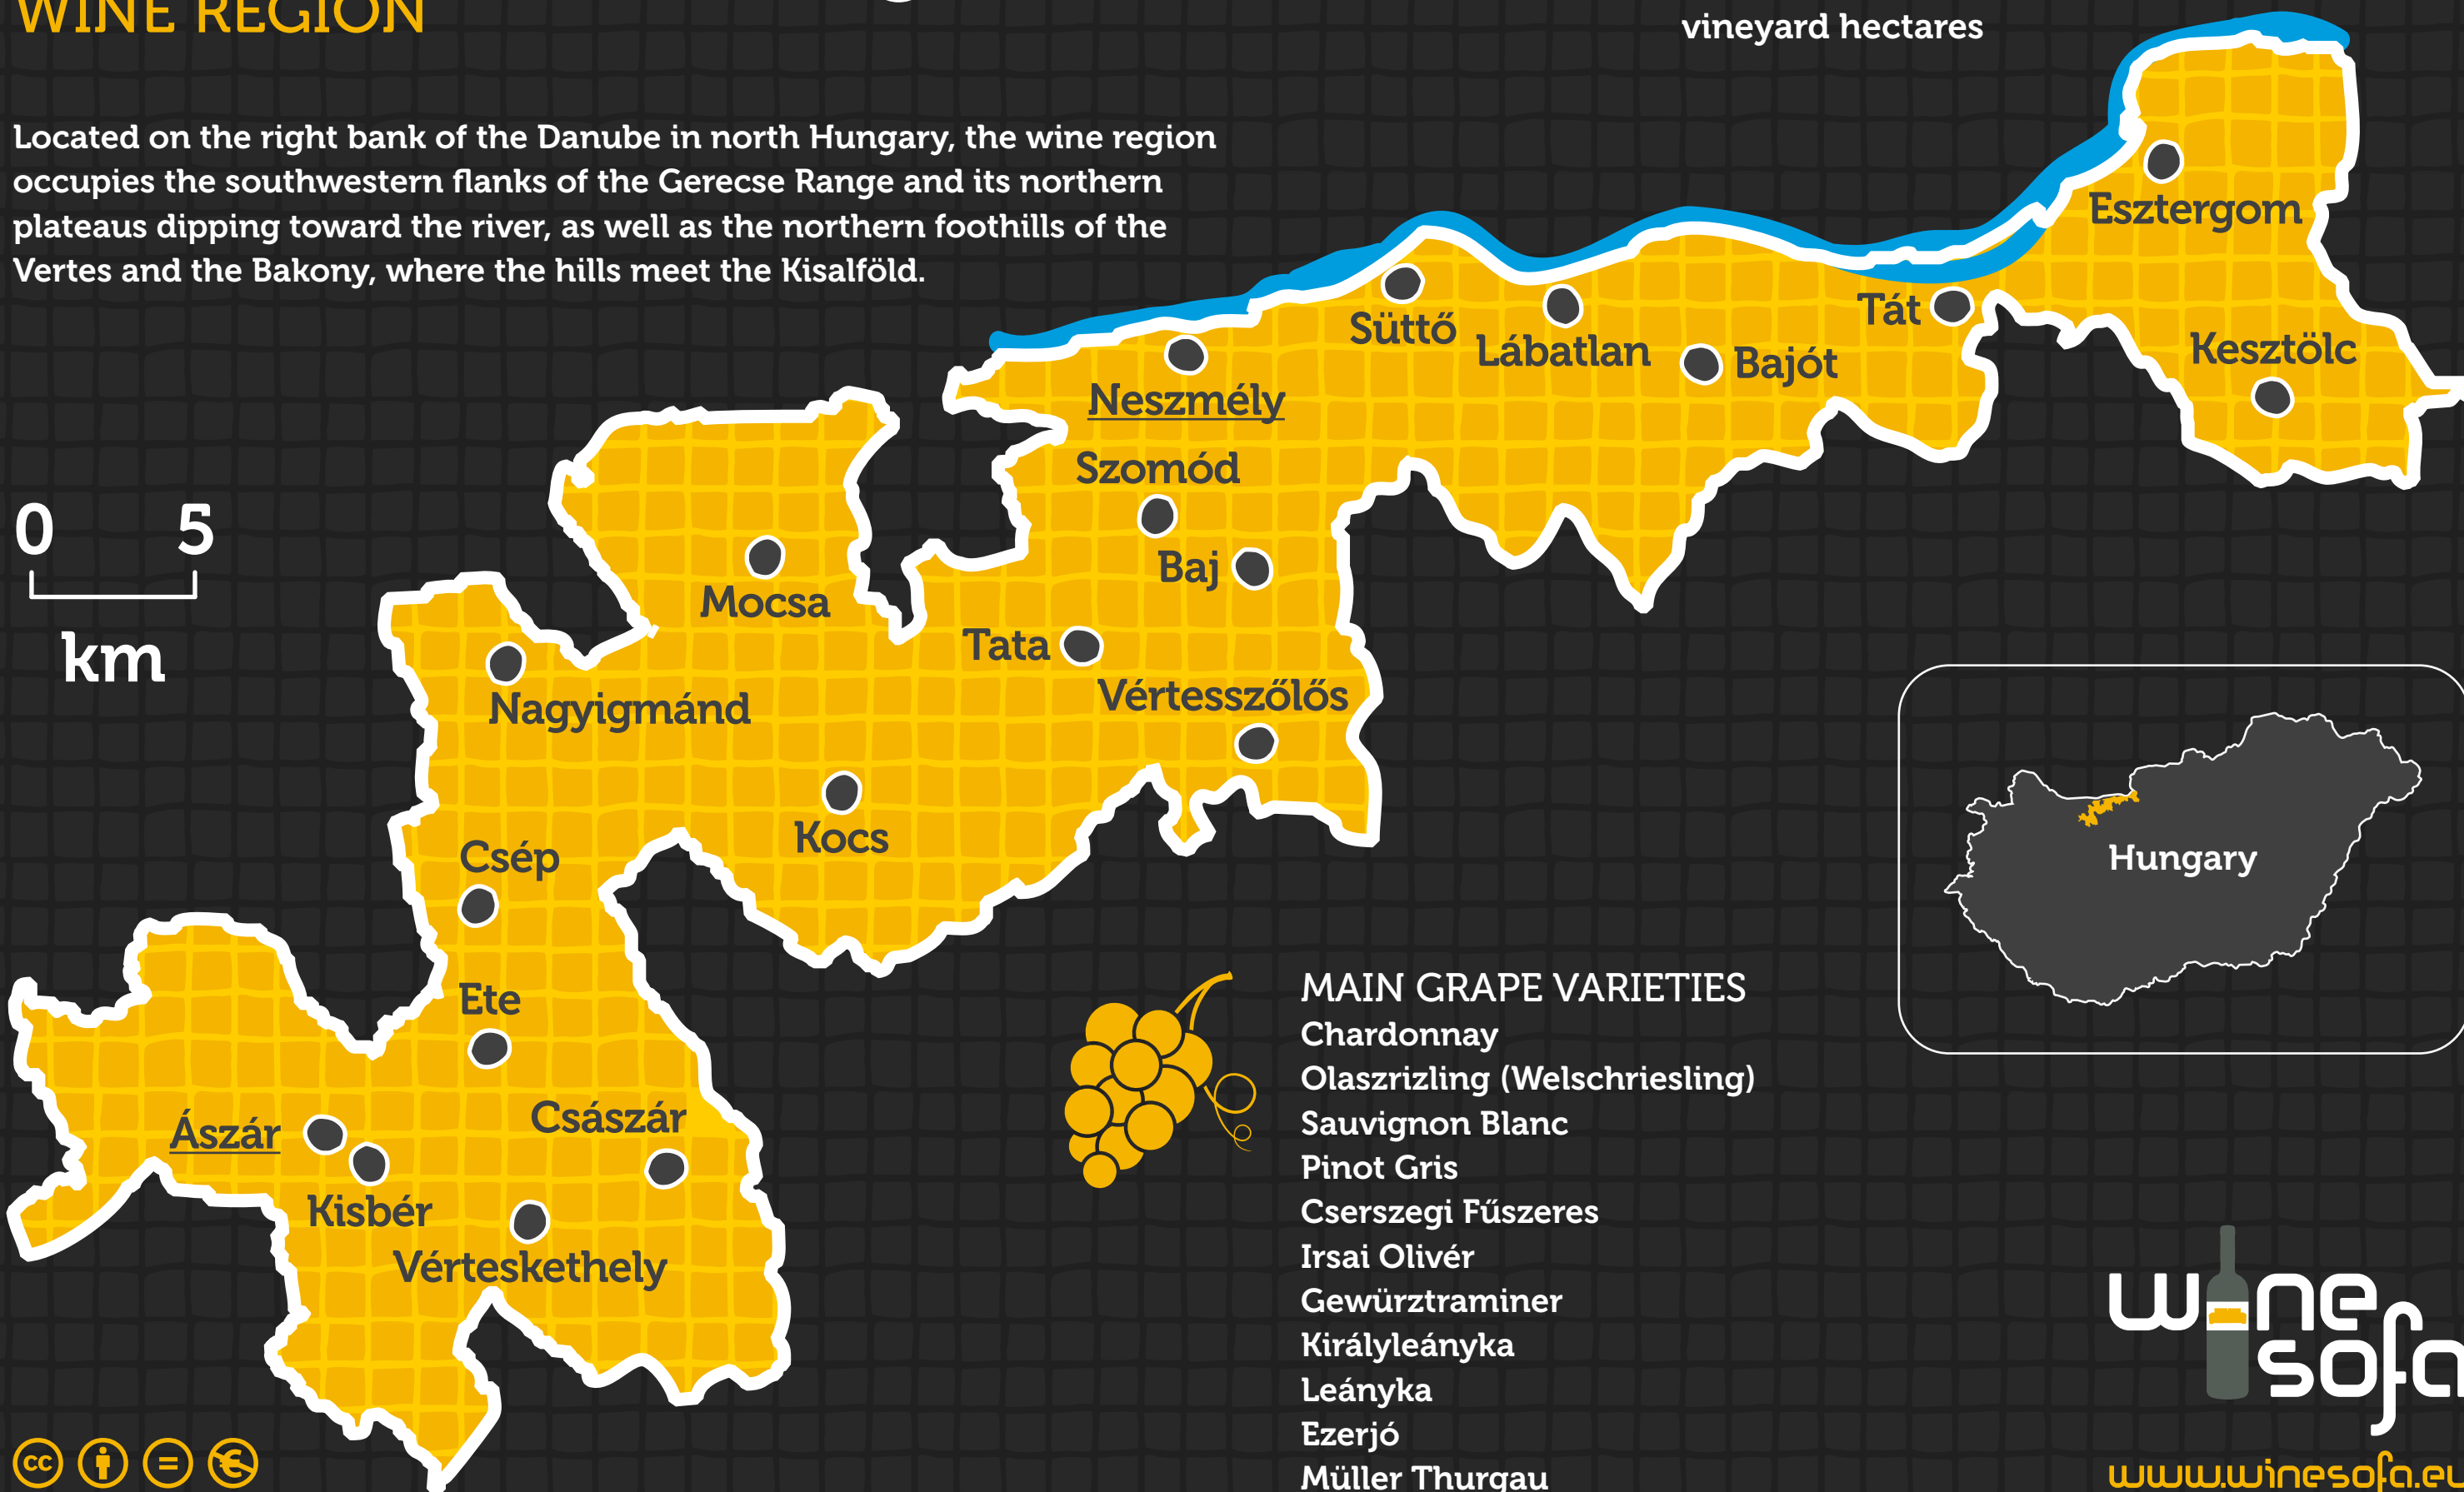 WINE REGION
vineyard hectares
Located on the right bank of the Danube in north Hungary, the wine region
occupies the southwestern flanks of the Gerecse Range and its northern
plateaus dipping toward the river, as well as the northern foothills of the
Vertes and the Bakony, where the hills meet the Kisalföld.
Esztergom
Tát
Süttő
Lábatlan
Bajót
Kesztölc
Neszmély
Szomód
0 5
km
Baj
Mocsa
Tata
Vértesszőlős
Nagyigmánd
Kocs
Csép
Hungary
Ete
Császár
Ászár
Kisbér
Vérteskethely
MAIN GRAPE VARIETIES
Chardonnay
Olaszrizling (Welschriesling)
Sauvignon Blanc
Pinot Gris
Cserszegi Fűszeres
Irsai Olivér
Gewürztraminer
Királyleányka
Leányka
Ezerjó
Müller Thurgau
wine
sofa
cc
www.winesofa.eu